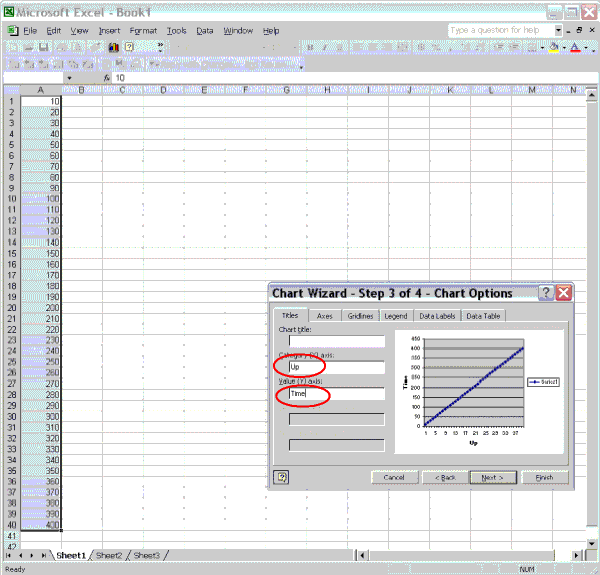 Microsoft Excel - Book1
File Edit View Insert Format Tools Data Window Help Type a question for help
fx 10
A B C D E F G H I J K L M N
1 10
2 20
3 30
4 40
5 50
6 60
7 70
8 80
9 90
10 100
11 110
12 120
13 130
14 140
15 150
16 160
17 170
18 180
19 190
20 200
21 210
22 220
23 230
24 240
25 250
26 260
27 270
28 280
29 290
30 300
31 310
32 320
33 330
34 340
35 350
36 360
37 370
38 380
39 390
40 400
41
42
Chart Wizard - Step 3 of 4 - Chart Options
Titles Axes Gridlines Legend Data Labels Data Table
Chart title:
Category (X) axis:
Up
Value (Y) axis:
Time
450
400
350
300
250
200
150
100
50
0
Time
1 5 9 13 17 21 25 29 33 37
Up
Series1
Cancel < Back Next > Finish
Sheet1 Sheet2 Sheet3
Ready NUM